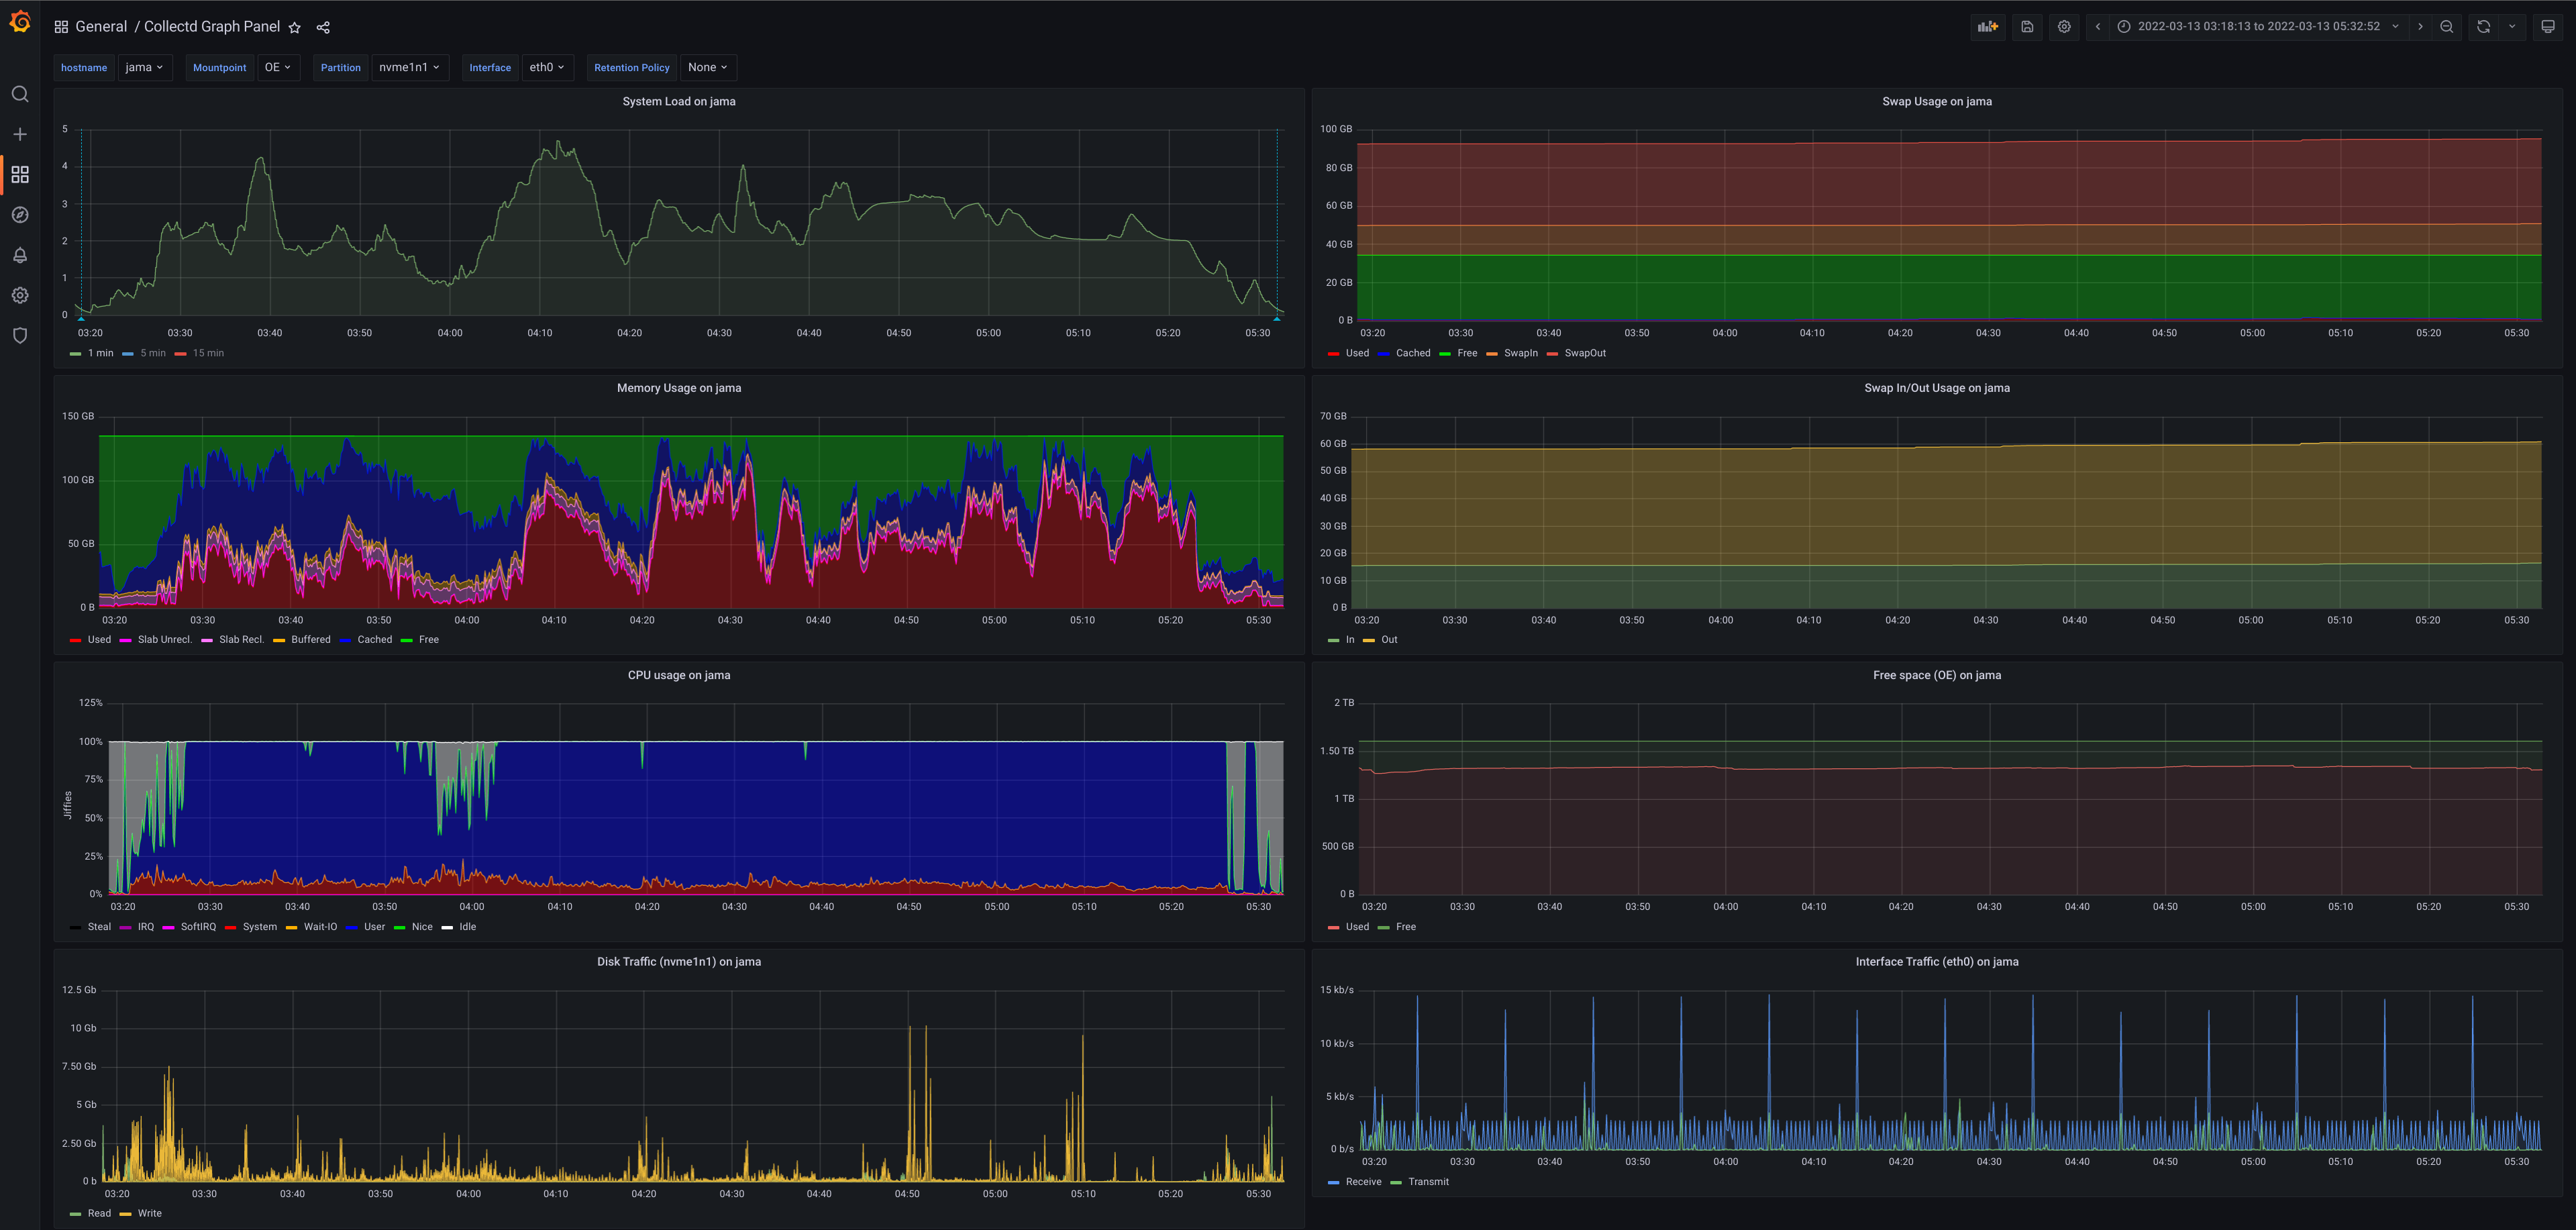 General / Collectd Graph Panel
2022-03-13 03:18:13 to 2022-03-13 05:32:52
hostname jama Mountpoint OE Partition nvme1n1 Interface eth0 Retention Policy None
System Load on jama
5
4
3
2
1
0
03:20 03:30 03:40 03:50 04:00 04:10 04:20 04:30 04:40 04:50 05:00 05:10 05:20 05:30
1 min 5 min 15 min
Swap Usage on jama
100 GB
80 GB
60 GB
40 GB
20 GB
0 B
03:20 03:30 03:40 03:50 04:00 04:10 04:20 04:30 04:40 04:50 05:00 05:10 05:20 05:30
Used Cached Free SwapIn SwapOut
Memory Usage on jama
150 GB
100 GB
50 GB
0 B
03:20 03:30 03:40 03:50 04:00 04:10 04:20 04:30 04:40 04:50 05:00 05:10 05:20 05:30
Used Slab Unrecl. Slab Recl. Buffered Cached Free
Swap In/Out Usage on jama
70 GB
60 GB
50 GB
40 GB
30 GB
20 GB
10 GB
0 B
03:20 03:30 03:40 03:50 04:00 04:10 04:20 04:30 04:40 04:50 05:00 05:10 05:20 05:30
In Out
CPU usage on jama
Jiffies
125%
100%
75%
50%
25%
0%
03:20 03:30 03:40 03:50 04:00 04:10 04:20 04:30 04:40 04:50 05:00 05:10 05:20 05:30
Steal IRQ SoftIRQ System Wait-IO User Nice Idle
Free space (OE) on jama
2 TB
1.50 TB
1 TB
500 GB
0 B
03:20 03:30 03:40 03:50 04:00 04:10 04:20 04:30 04:40 04:50 05:00 05:10 05:20 05:30
Used Free
Disk Traffic (nvme1n1) on jama
12.5 Gb
10 Gb
7.50 Gb
5 Gb
2.50 Gb
0 b
03:20 03:30 03:40 03:50 04:00 04:10 04:20 04:30 04:40 04:50 05:00 05:10 05:20 05:30
Read Write
Interface Traffic (eth0) on jama
15 kb/s
10 kb/s
5 kb/s
0 b/s
03:20 03:30 03:40 03:50 04:00 04:10 04:20 04:30 04:40 04:50 05:00 05:10 05:20 05:30
Receive Transmit